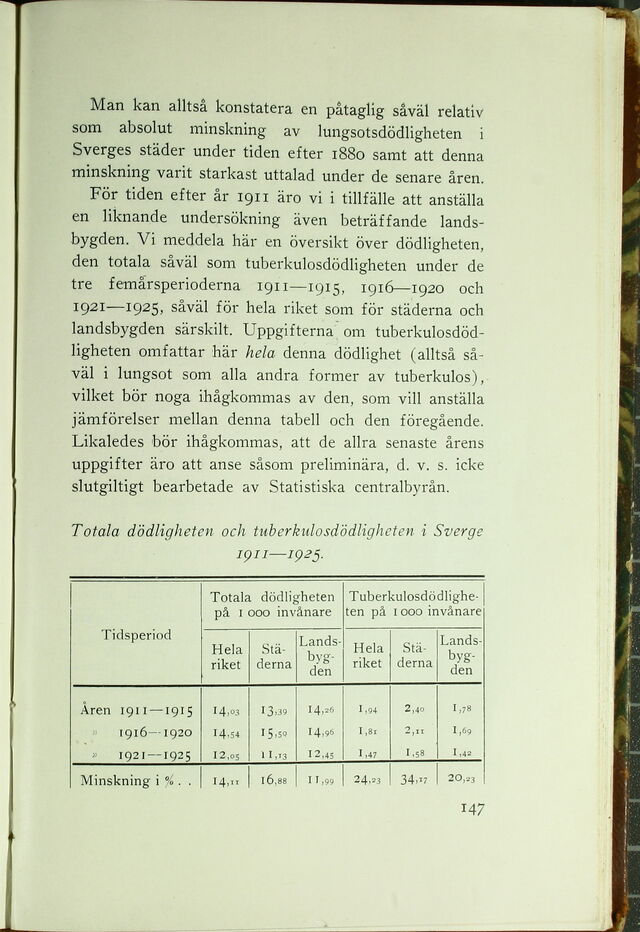 Man kan alltså konstatera en påtaglig såväl relativ
som absolut minskning av lungsotsdödligheten i
Sverges städer under tiden efter 1880 samt att denna
minskning varit starkast uttalad under de senare åren.
För tiden efter år 1911 äro vi i tillfälle att anställa
en liknande undersökning även beträffande lands-
bygden. Vi meddela här en översikt över dödligheten,
den totala såväl som tuberkulosdödligheten under de
tre femårsperioderna 1911—1915, 1916—1920 och
1921—1925, såväl för hela riket som för städerna och
landsbygden särskilt. Uppgifterna om tuberkulosdöd-
ligheten omfattar här hela denna dödlighet (alltså så-
väl i lungsot som alla andra former av tuberkulos),
vilket bör noga ihågkommas av den, som vill anställa
jämförelser mellan denna tabell och den föregående.
Likaledes bör ihågkommas, att de allra senaste årens
uppgifter äro att anse såsom preliminära, d. v. s. icke
slutgiltigt bearbetade av Statistiska centralbyrån.
Totala dödligheten och tuberkulosdödligheten i Sverge
1911—1925.
Tidsperiod
Totala dödligheten
på 1 000 invånare
Tuberkulosdödlighe-
ten på 1 000 invånare
Hela
riket
Stä-
derna
Lands-
byg-
den
Hela
riket
Stä-
derna
Lands-
byg-
den
Åren 1911—1915 14,03 13,39 14,26 1,94 2,40 1,78
» 1916—1920 14,54 15,50 14,96 1,81 2,11 1,69
» 1921—1925 12,05 11,13 12,45 1,47 1,58 1,42
Minskning i % . . 14,11 16,88 11,99 24,23 34,17 20,23
147